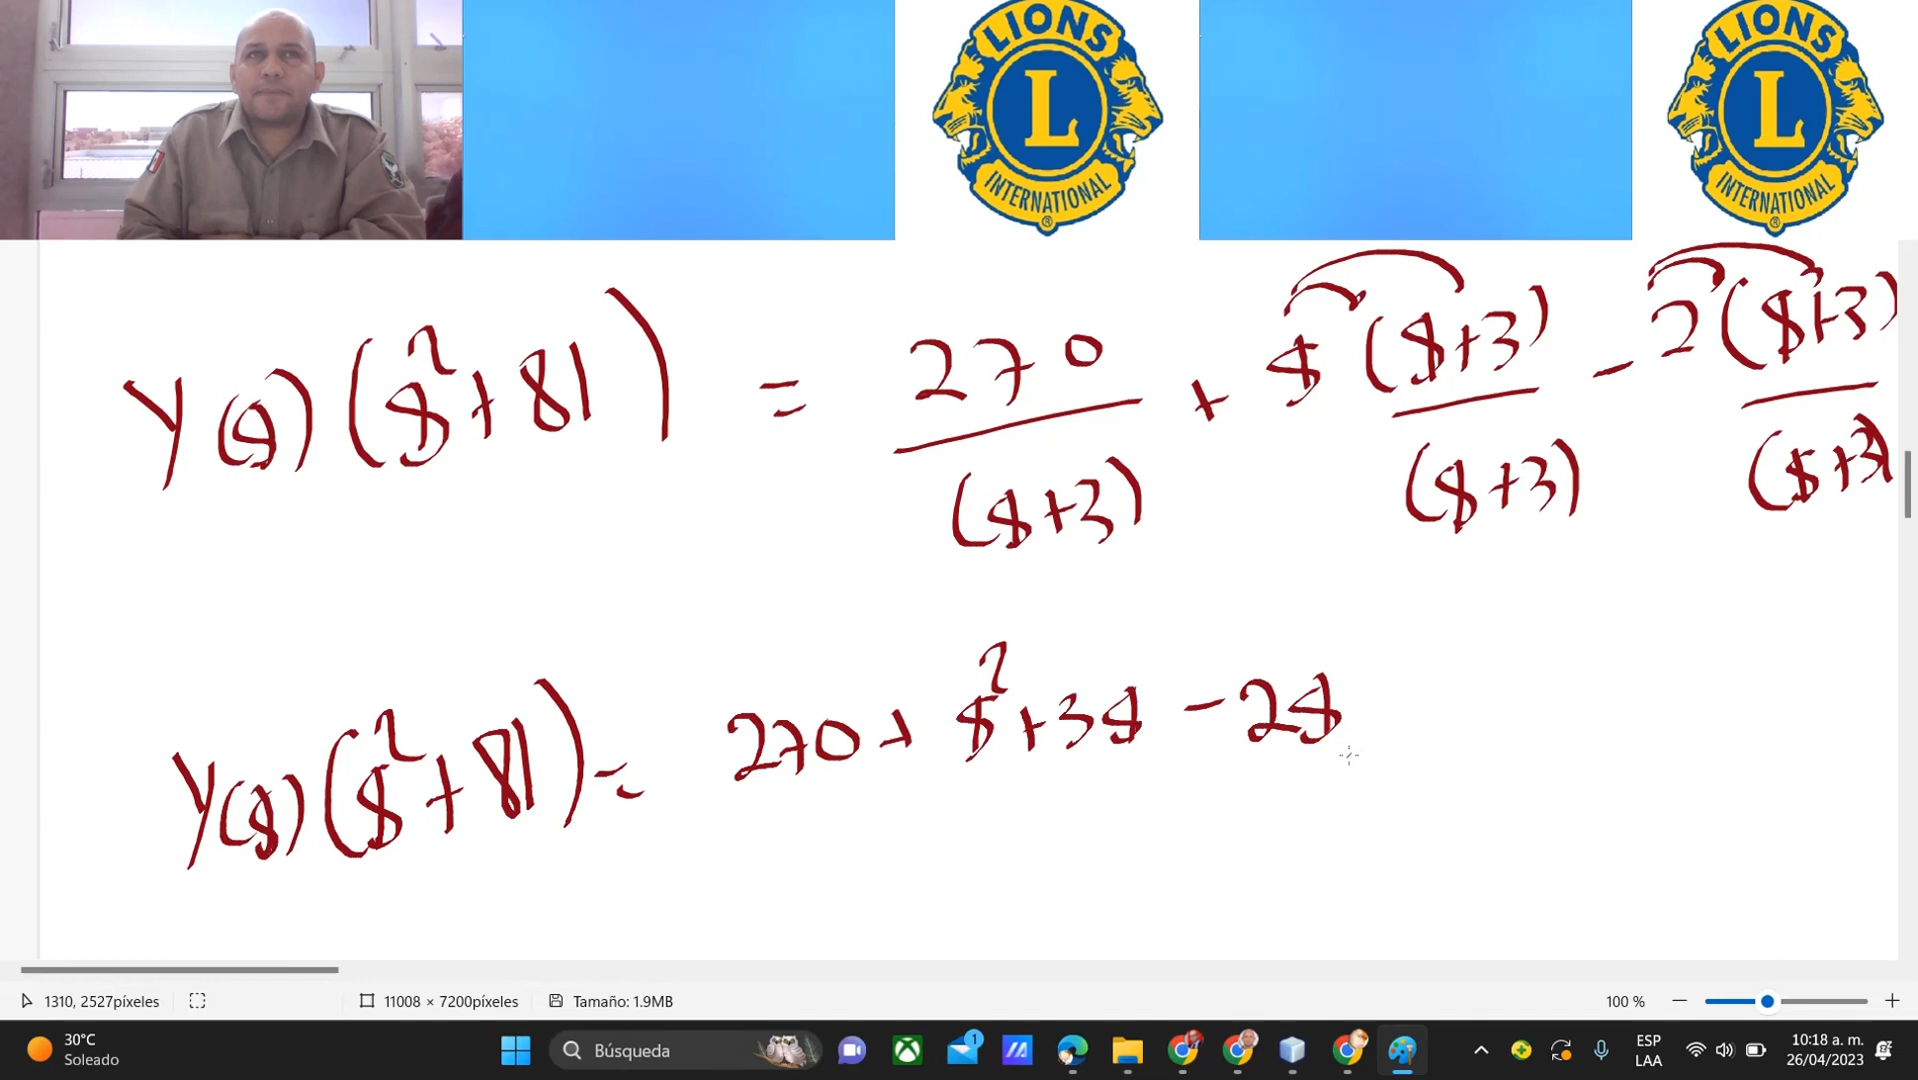 LIONS
L
INTERNATIONAL
®
LIONS
L
INTERNATIONAL
®
Y(s)(s²+81) = 270/(s+3) + s(s+3)/(s+3) - 2(s+3)/(s+3)
Y(s)(s²+81) = 270 + s²+3s - 2s
1310, 2527píxeles
11008 × 7200píxeles
Tamaño: 1.9MB
100 %
30°C
Soleado
Búsqueda
1
ESP
LAA
10:18 a. m.
26/04/2023